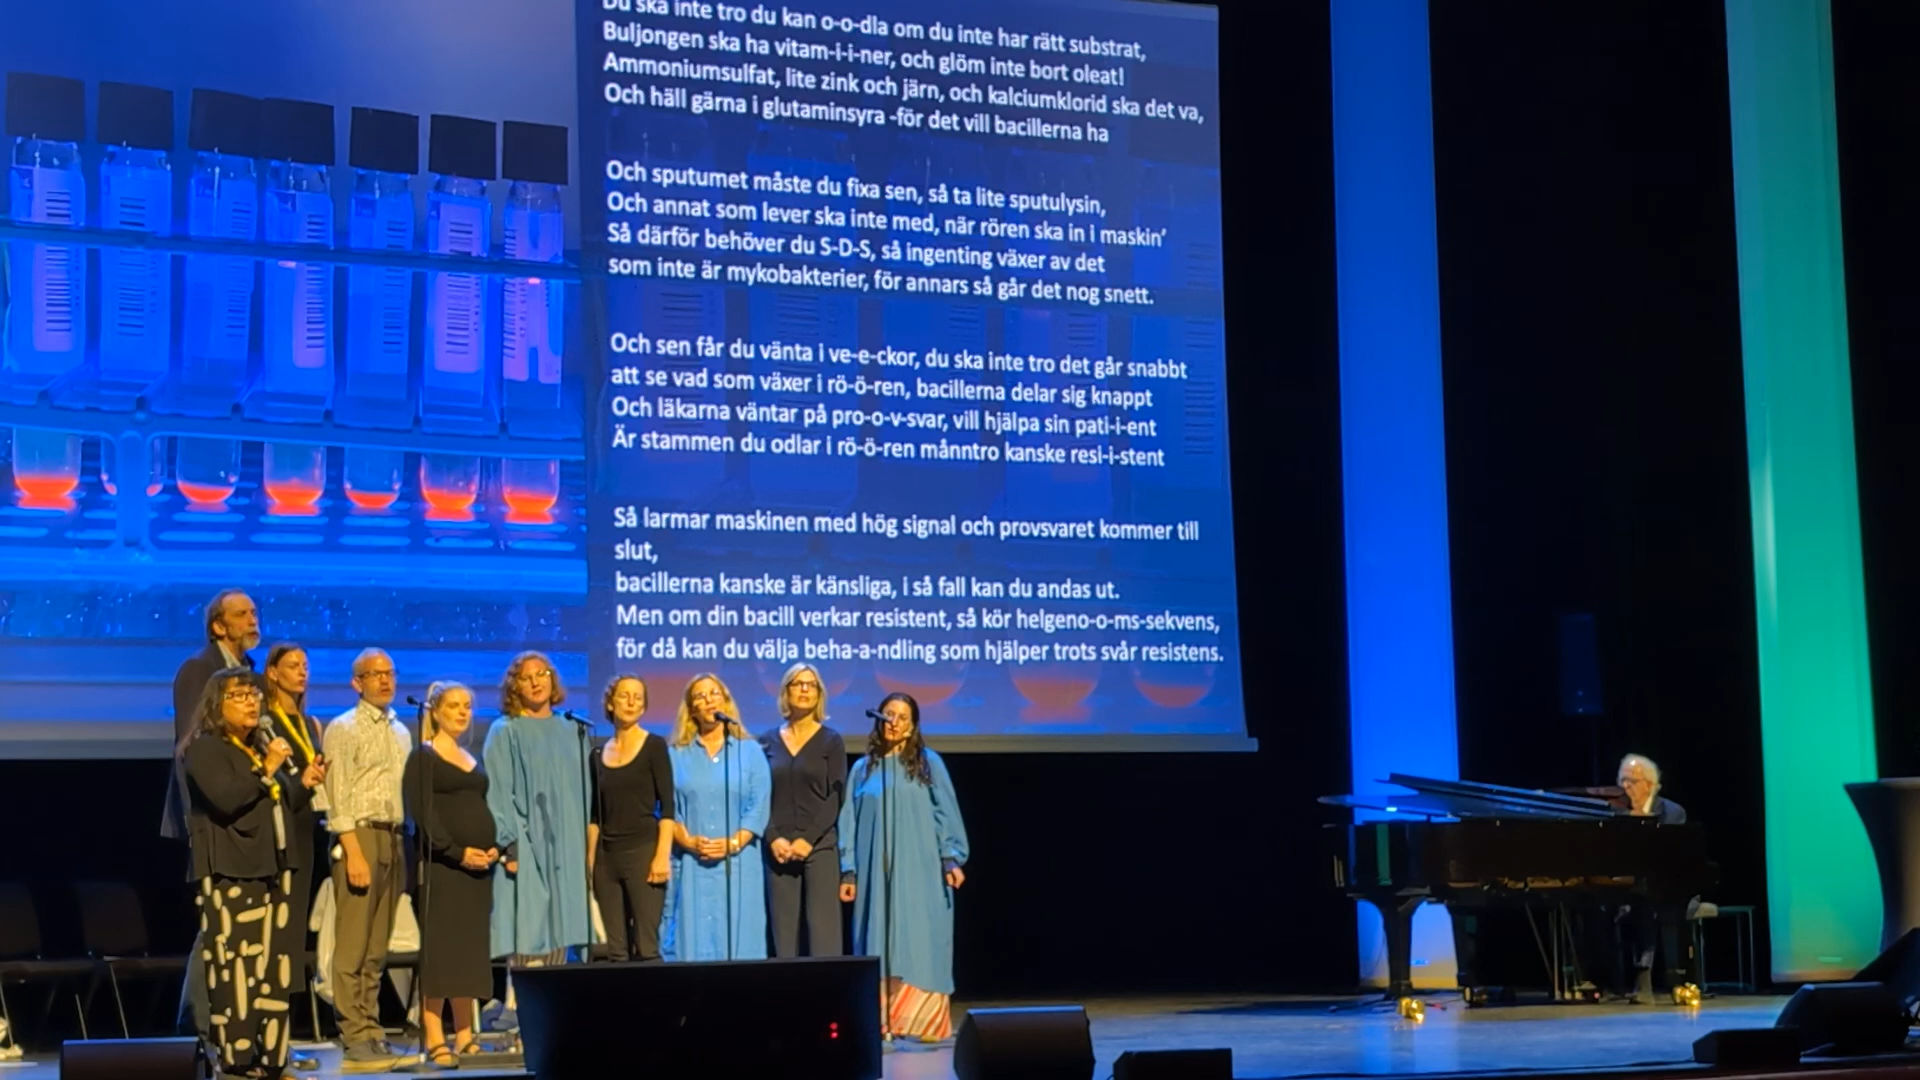 Du ska inte tro du kan o-o-dla om du inte har rätt substrat,
Buljongen ska ha vitam-i-i-ner, och glöm inte bort oleat!
Ammoniumsulfat, lite zink och järn, och kalciumklorid ska det va,
Och häll gärna i glutaminsyra -för det vill bacillerna ha
Och sputumet måste du fixa sen, så ta lite sputulysin,
Och annat som lever ska inte med, när rören ska in i maskin’
Så därför behöver du S-D-S, så ingenting växer av det
som inte är mykobakterier, för annars så går det nog snett.
Och sen får du vänta i ve-e-ckor, du ska inte tro det går snabbt
att se vad som växer i rö-ö-ren, bacillerna delar sig knappt
Och läkarna väntar på pro-o-v-svar, vill hjälpa sin pati-i-ent
Är stammen du odlar i rö-ö-ren månntro kanske resi-i-stent
Så larmar maskinen med hög signal och provsvaret kommer till
slut,
bacillerna kanske är känsliga, i så fall kan du andas ut.
Men om din bacill verkar resistent, så kör helgeno-o-ms-sekvens,
för då kan du välja beha-a-ndling som hjälper trots svår resistens.